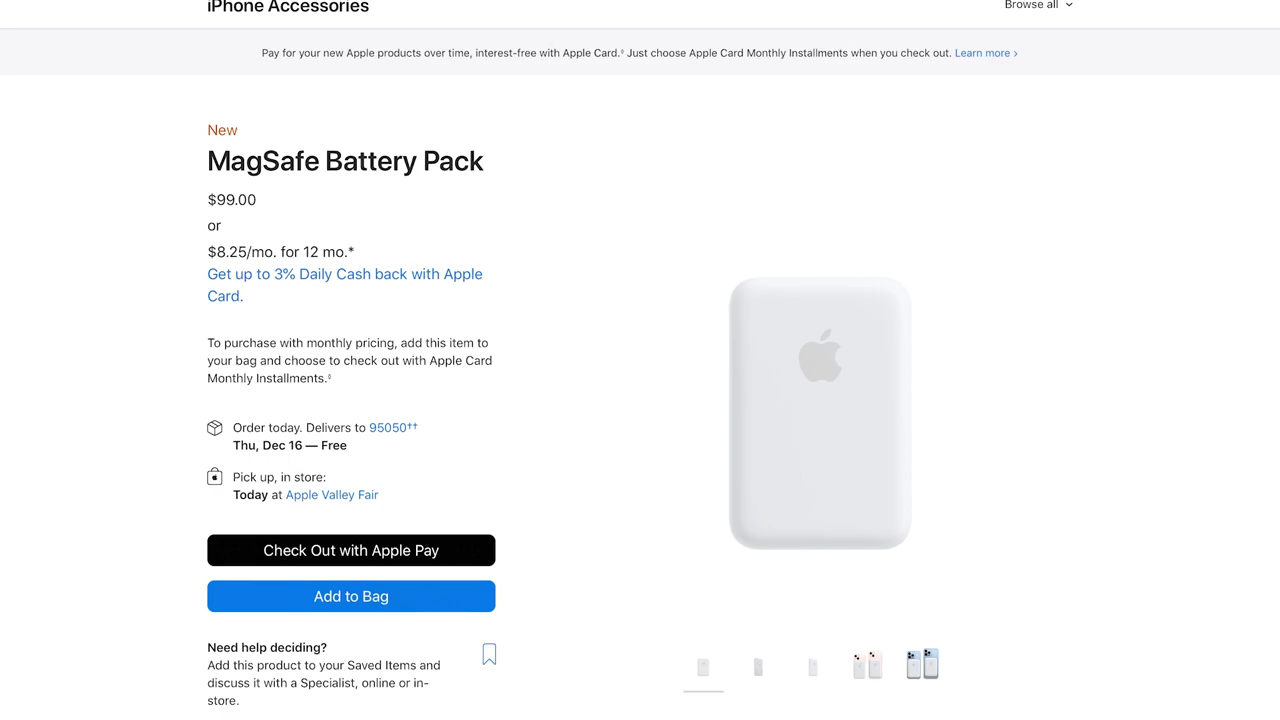 iPhone Accessories
Browse all
Pay for your new Apple products over time, interest-free with Apple Card.◊ Just choose Apple Card Monthly Installments when you check out. Learn more >
New
MagSafe Battery Pack
$99.00
or
$8.25/mo. for 12 mo.*
Get up to 3% Daily Cash back with Apple
Card.
To purchase with monthly pricing, add this item to
your bag and choose to check out with Apple Card
Monthly Installments.◊
Order today. Delivers to 95050††
Thu, Dec 16 — Free
Pick up, in store:
Today at Apple Valley Fair
Check Out with Apple Pay
Add to Bag
Need help deciding?
Add this product to your Saved Items and
discuss it with a Specialist, online or in-
store.